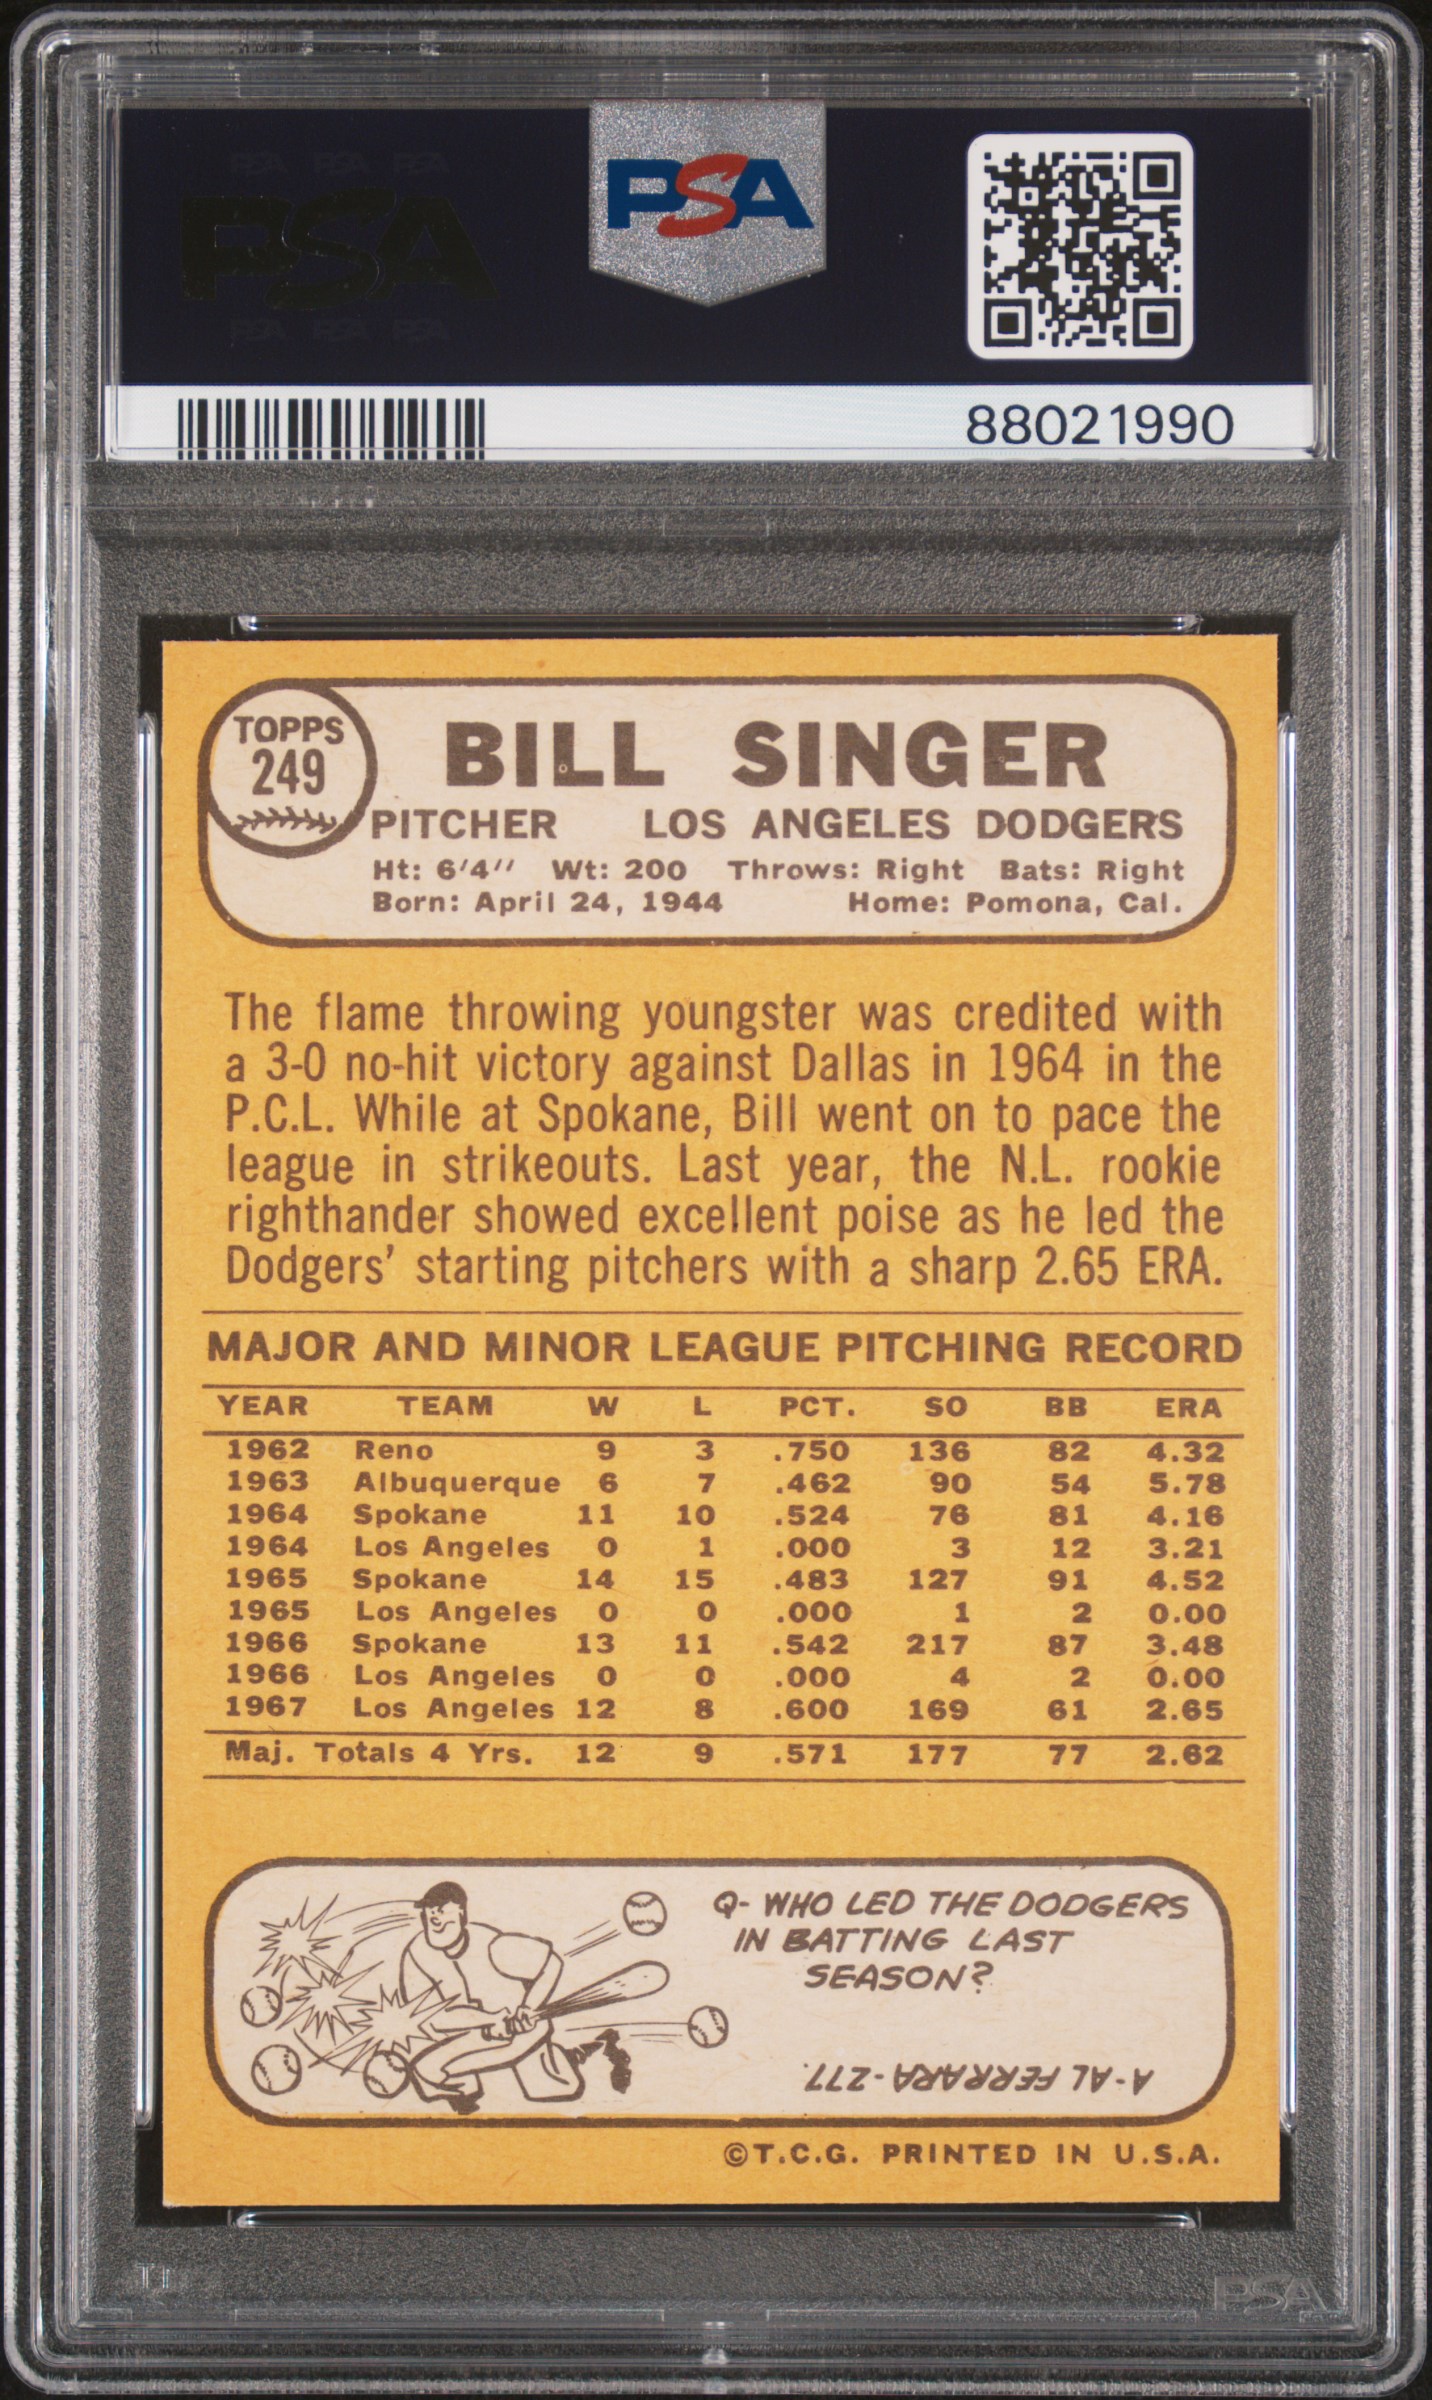 PSA
88021990
TOPPS
249
BILL SINGER
PITCHER LOS ANGELES DODGERS
Ht: 6'4'' Wt: 200 Throws: Right Bats: Right
Born: April 24, 1944 Home: Pomona, Cal.
The flame throwing youngster was credited with
a 3-0 no-hit victory against Dallas in 1964 in the
P.C.L. While at Spokane, Bill went on to pace the
league in strikeouts. Last year, the N.L. rookie
righthander showed excellent poise as he led the
Dodgers' starting pitchers with a sharp 2.65 ERA.
MAJOR AND MINOR LEAGUE PITCHING RECORD
YEAR TEAM W L PCT. SO BB ERA
1962 Reno 9 3 .750 136 82 4.32
1963 Albuquerque 6 7 .462 90 54 5.78
1964 Spokane 11 10 .524 76 81 4.16
1964 Los Angeles 0 1 .000 3 12 3.21
1965 Spokane 14 15 .483 127 91 4.52
1965 Los Angeles 0 0 .000 1 2 0.00
1966 Spokane 13 11 .542 217 87 3.48
1966 Los Angeles 0 0 .000 4 2 0.00
1967 Los Angeles 12 8 .600 169 61 2.65
Maj. Totals 4 Yrs. 12 9 .571 177 77 2.62
Q- WHO LED THE DODGERS
IN BATTING LAST
SEASON?
A- AL FERRARA-.277
©T.C.G. PRINTED IN U.S.A.
PSA